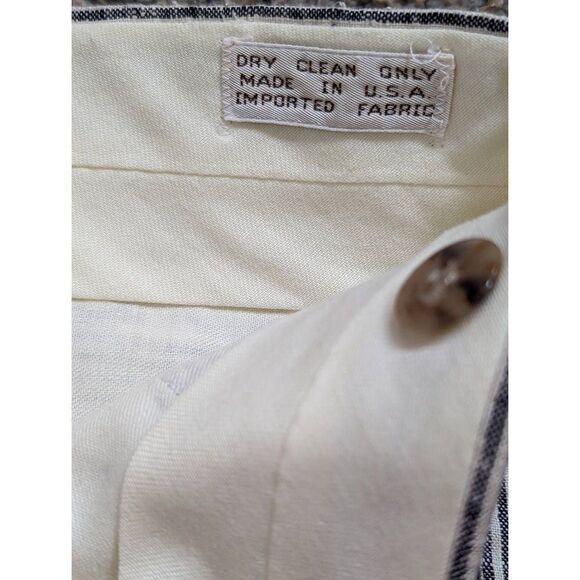 DRY CLEAN ONLY
MADE IN U.S.A.
IMPORTED FABRIC